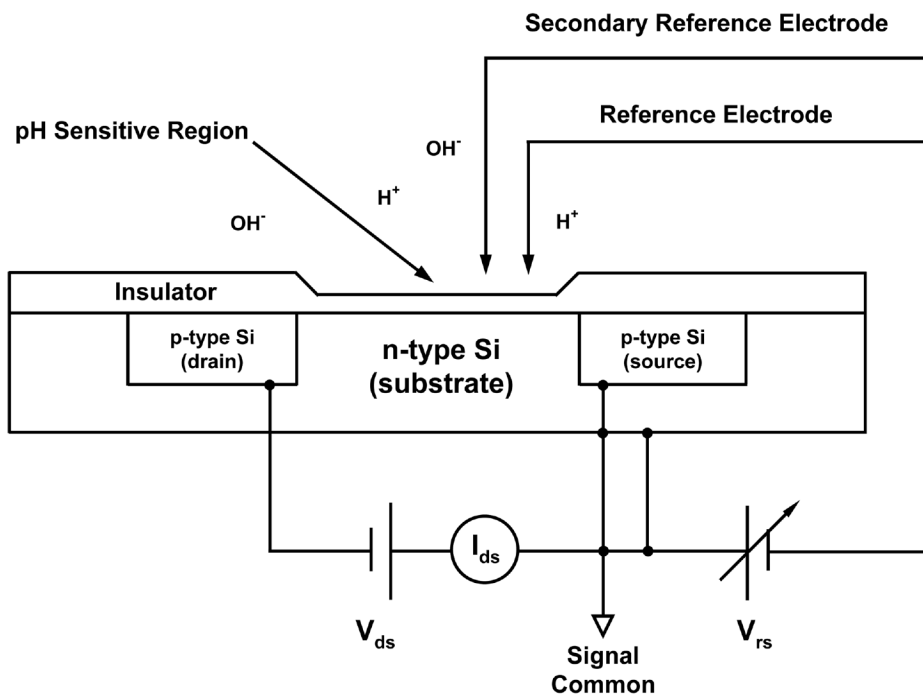 Secondary Reference Electrode
Reference Electrode
pH Sensitive Region
OH-
H+
OH-
H+
Insulator
p-type Si
(drain)
n-type Si
(substrate)
p-type Si
(source)
Ids
Vds
Vrs
Signal
Common